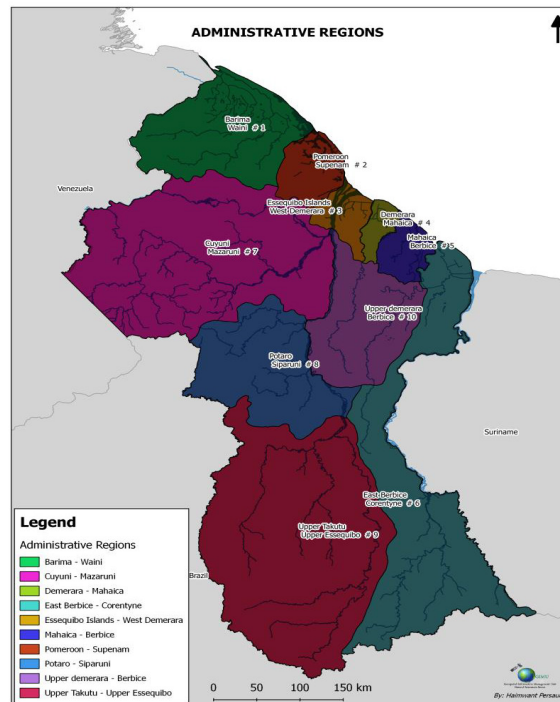 ADMINISTRATIVE REGIONS
Barima
Waini # 1
Pomeroon
Supenam # 2
Venezuela
Essequibo Islands
West Demerara # 3
Demerara
Mahaica # 4
Mahaica
Berbice # 5
Cuyuni
Mazaruni # 7
Upper demerara
Berbice # 10
Potaro
Siparuni # 8
Suriname
East Berbice
Corentyne # 6
Upper Takutu
Upper Essequibo # 9
Brazil
Legend
Administrative Regions
Barima - Waini
Cuyuni - Mazaruni
Demerara - Mahaica
East Berbice - Corentyne
Essequibo Islands - West Demerara
Mahaica - Berbice
Pomeroon - Supenam
Potaro - Siparuni
Upper demerara - Berbice
Upper Takutu - Upper Essequibo
0 50 100 150 km
By: Haimwant Persaud